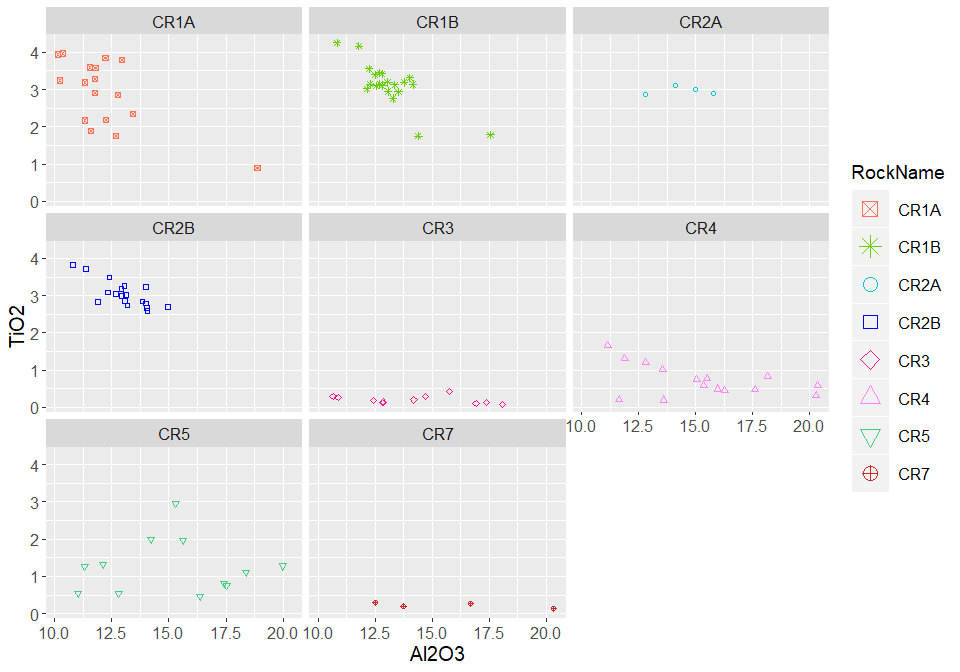 CR1A CR1B CR2A
4
3
2
1
0
CR2B CR3 CR4
4
3
2
1
0
10.0 12.5 15.0 17.5 20.0
CR5 CR7
4
3
2
1
0
10.0 12.5 15.0 17.5 20.0 10.0 12.5 15.0 17.5 20.0
TiO2
Al2O3
RockName
CR1A
CR1B
CR2A
CR2B
CR3
CR4
CR5
CR7